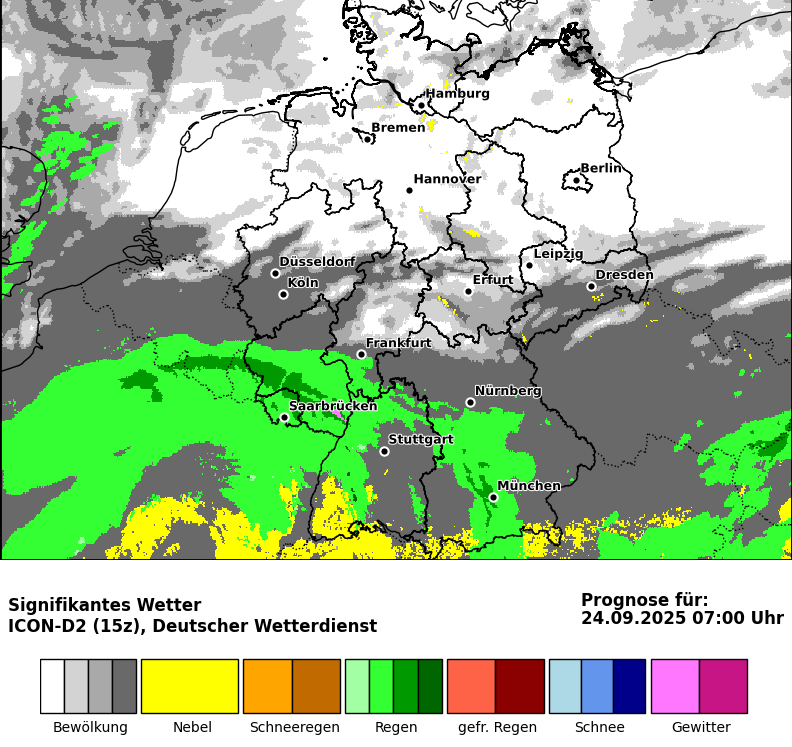 Hamburg
Bremen
Berlin
Hannover
Leipzig
Düsseldorf
Dresden
Köln
Erfurt
Frankfurt
Nürnberg
Saarbrücken
Stuttgart
München
Signifikantes Wetter
ICON-D2 (15z), Deutscher Wetterdienst
Prognose für:
24.09.2025 07:00 Uhr
Bewölkung Nebel Schneeregen Regen gefr. Regen Schnee Gewitter